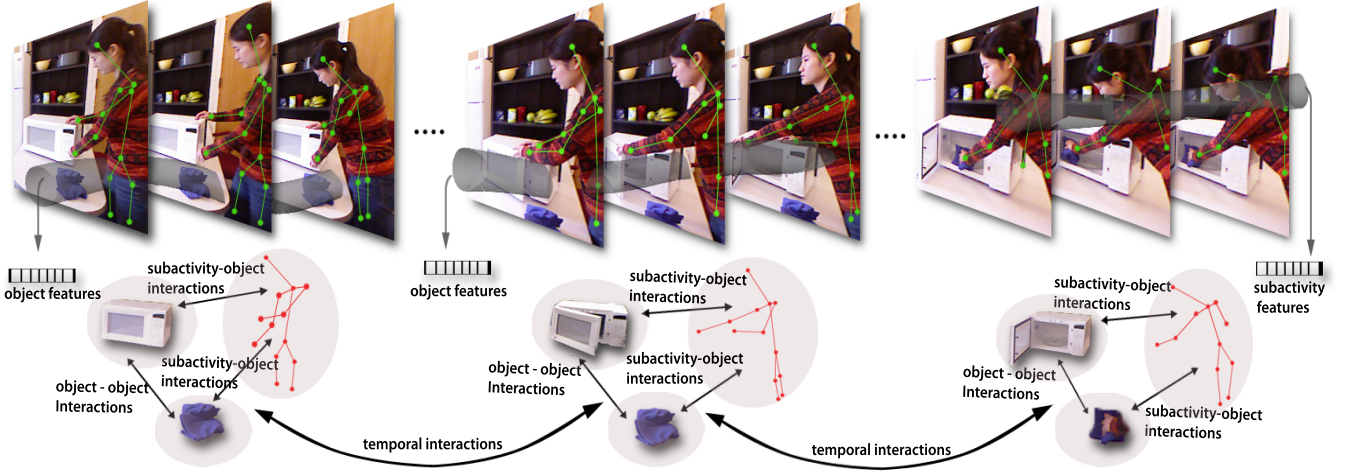 object features
subactivity-object
interactions
subactivity-object
interactions
object - object
Interactions
temporal interactions
object features
subactivity-object
interactions
subactivity-object
interactions
object - object
Interactions
temporal interactions
subactivity
features
subactivity-object
interactions
object - object
Interactions
subactivity-object
interactions